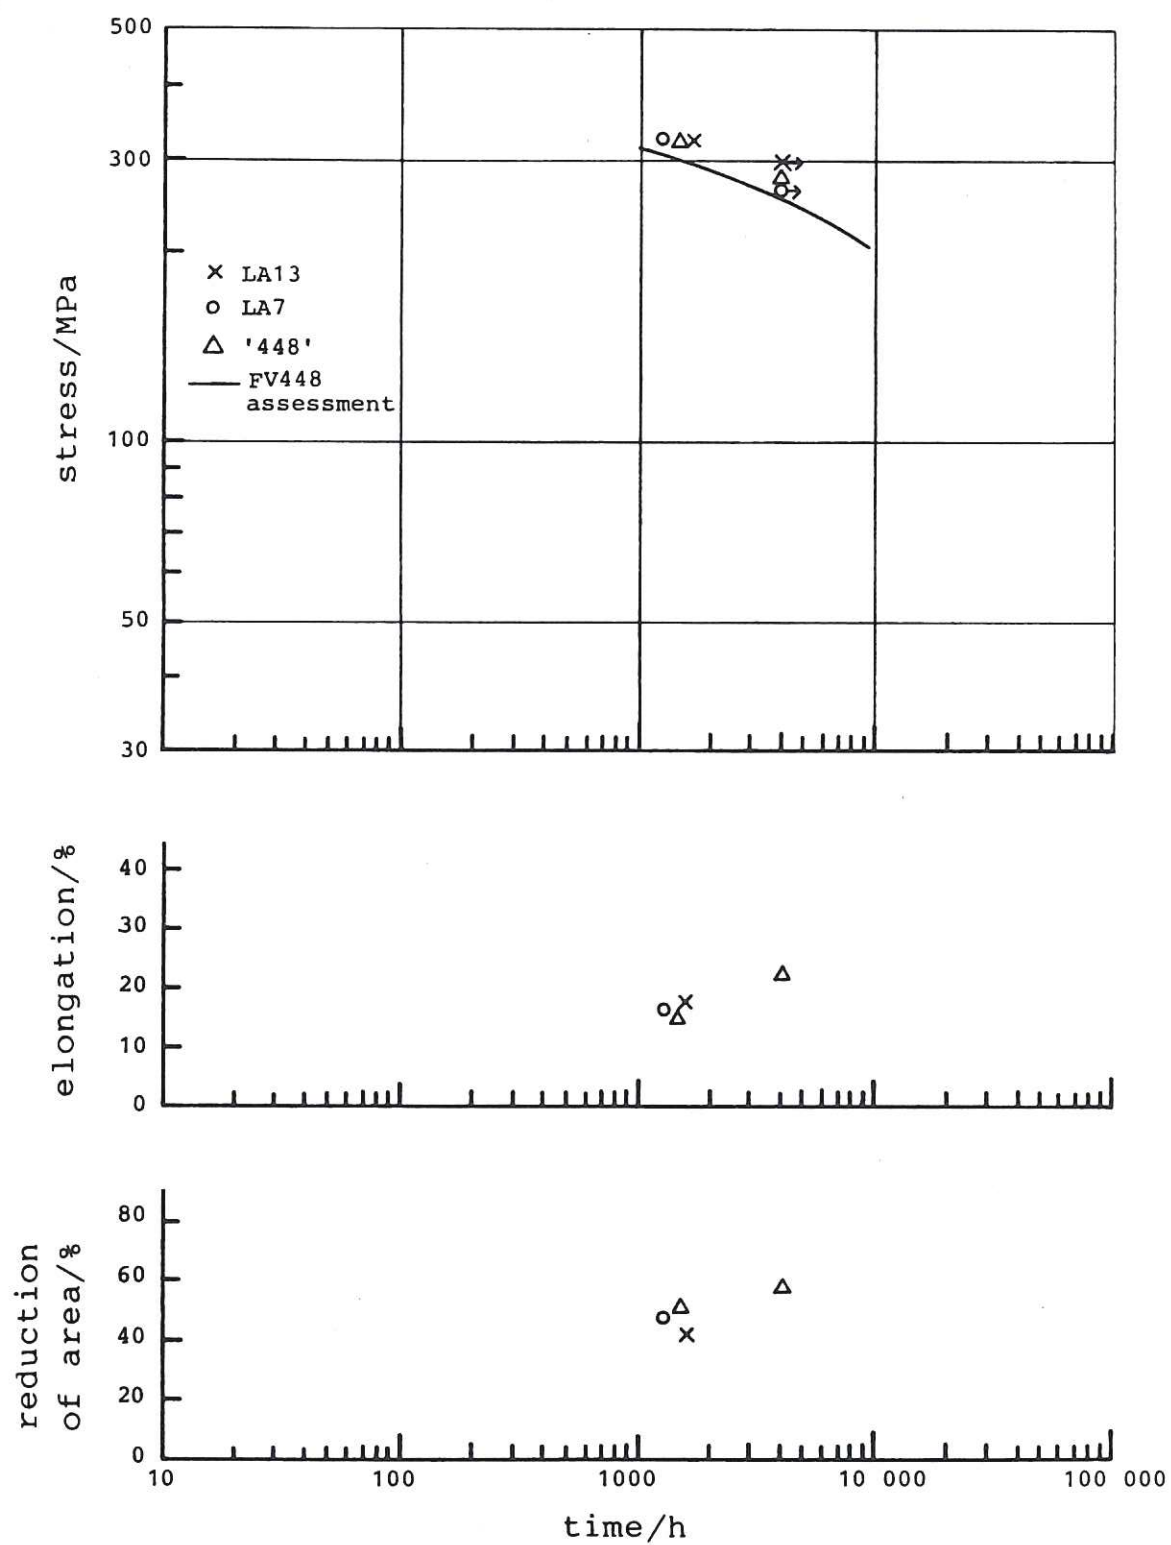 500
300
× LA13
o LA7
stress/MPa
△ '448'
FV448
assessment
100
50
30
elongation/%
40
30
20
10
0
reduction
of area/%
80
60
40
20
0
10 100 1000 10 000 100 000
time/h